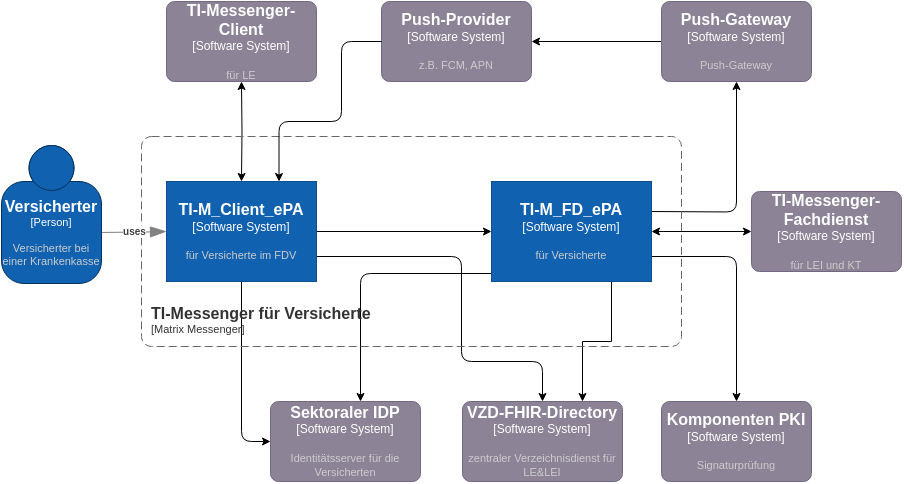 TI-Messenger-
Client
[Software System]
für LE
Push-Provider
[Software System]
z.B. FCM, APN
Push-Gateway
[Software System]
Push-Gateway
Versicherter
[Person]
Versicherter bei
einer Krankenkasse
uses
TI-M_Client_ePA
[Software System]
für Versicherte im FDV
TI-M_FD_ePA
[Software System]
für Versicherte
TI-Messenger-
Fachdienst
[Software System]
für LEI und KT
TI-Messenger für Versicherte
[Matrix Messenger]
Sektoraler IDP
[Software System]
Identitätsserver für die
Versicherten
VZD-FHIR-Directory
[Software System]
zentraler Verzeichnisdienst für
LE&LEI
Komponenten PKI
[Software System]
Signaturprüfung